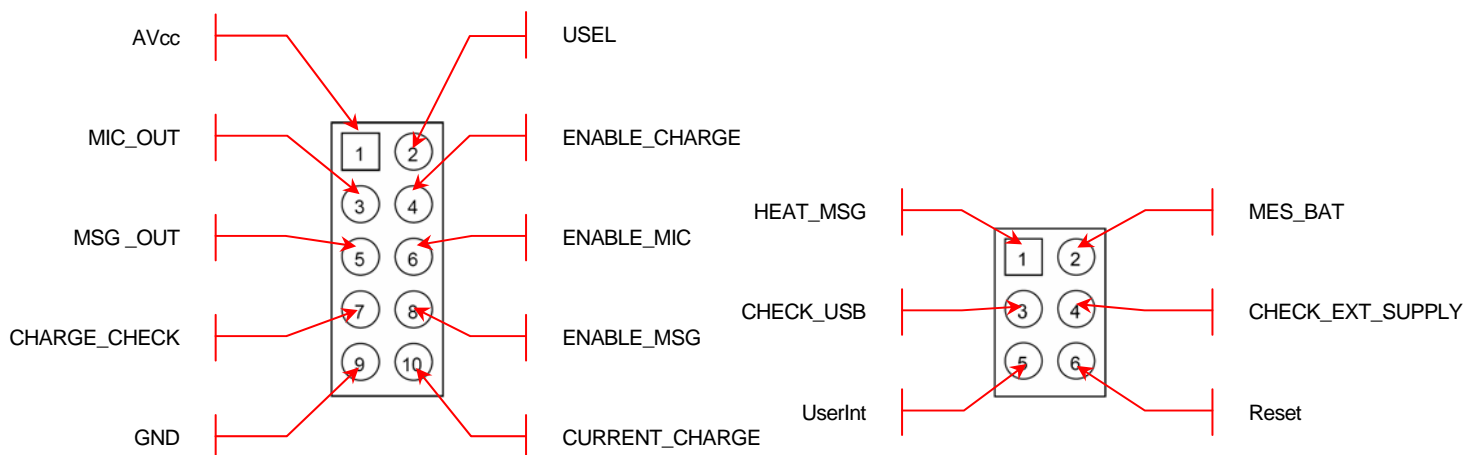 AVcc
USEL
MIC_OUT
ENABLE_CHARGE
1 2
3 4
MSG _OUT
ENABLE_MIC
5 6
CHARGE_CHECK
ENABLE_MSG
7 8
9 10
GND
CURRENT_CHARGE
HEAT_MSG
MES_BAT
1 2
CHECK_USB
CHECK_EXT_SUPPLY
3 4
5 6
UserInt
Reset